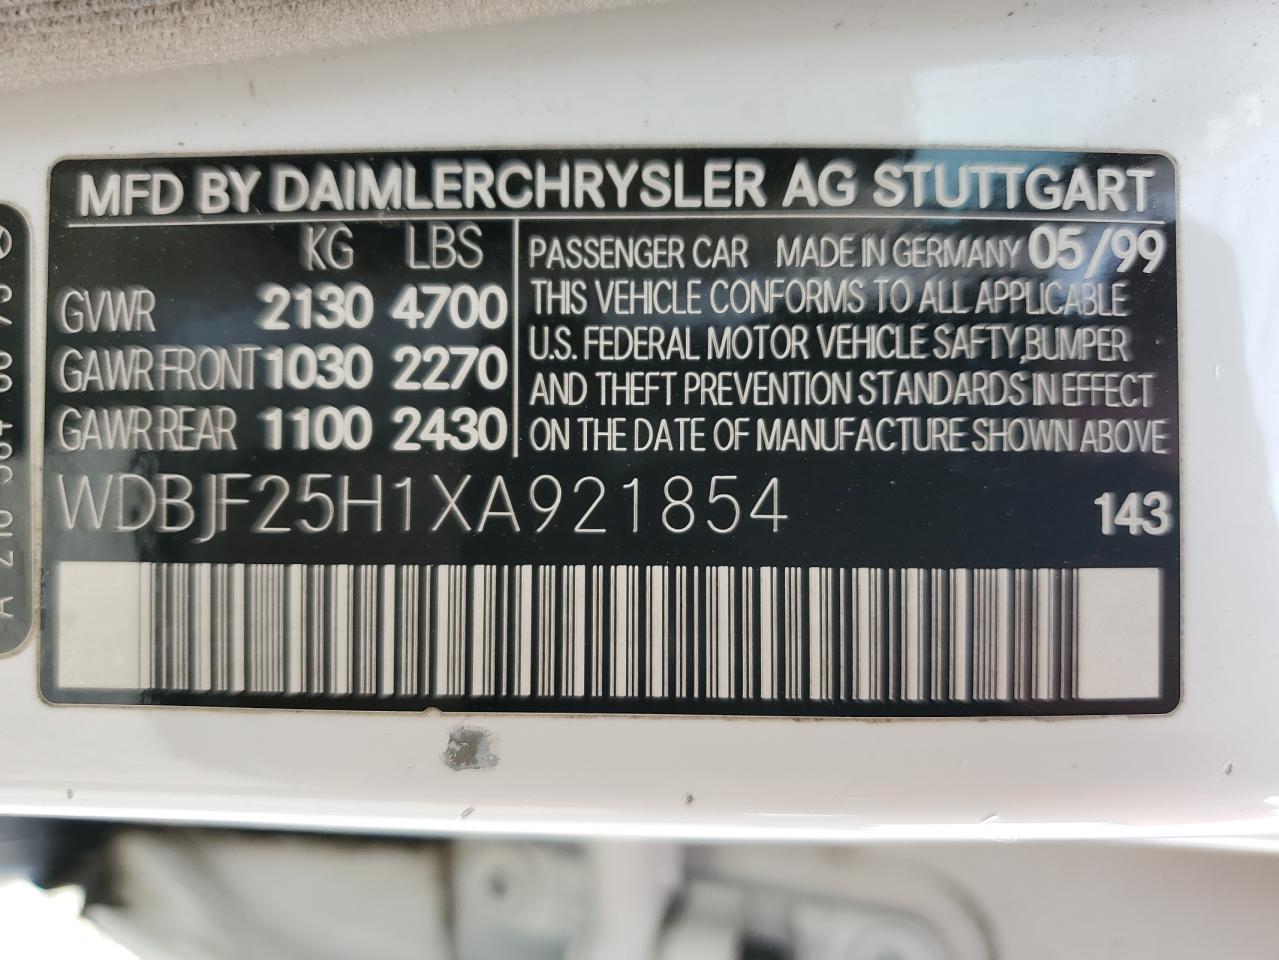 MFD BY DAIMLERCHRYSLER AG STUTTGART
KG LBS
GVWR 2130 4700
GAWR FRONT 1030 2270
GAWR REAR 1100 2430
PASSENGER CAR MADE IN GERMANY 05/99
THIS VEHICLE CONFORMS TO ALL APPLICABLE
U.S. FEDERAL MOTOR VEHICLE SAFTY, BUMPER
AND THEFT PREVENTION STANDARDS IN EFFECT
ON THE DATE OF MANUFACTURE SHOWN ABOVE
WDBJF25H1XA921854
143